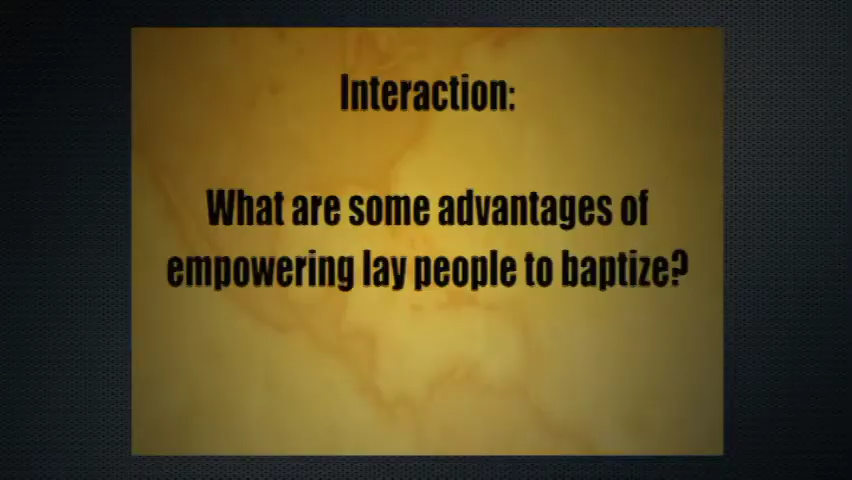 Interaction:
What are some advantages of
empowering lay people to baptize?